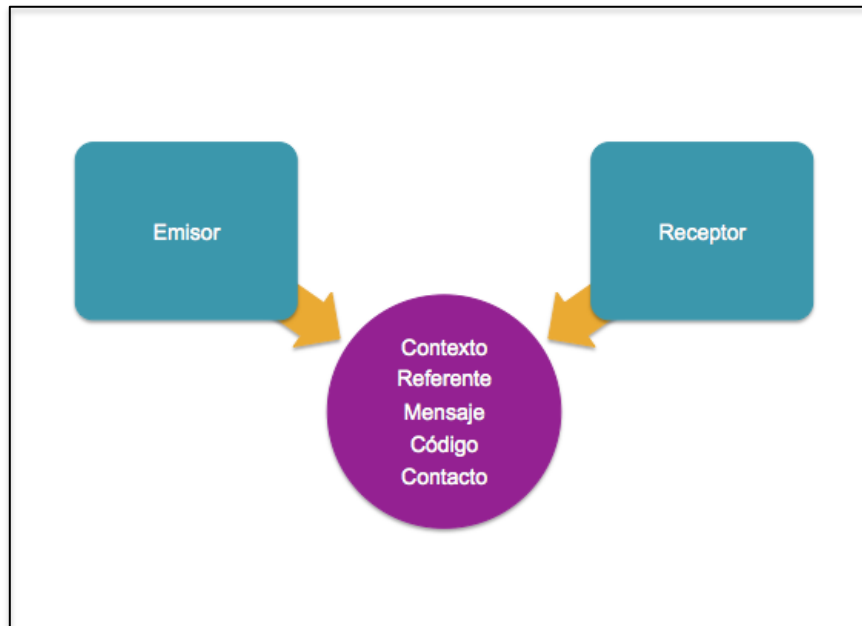 Emisor
Receptor
Contexto
Referente
Mensaje
Código
Contacto